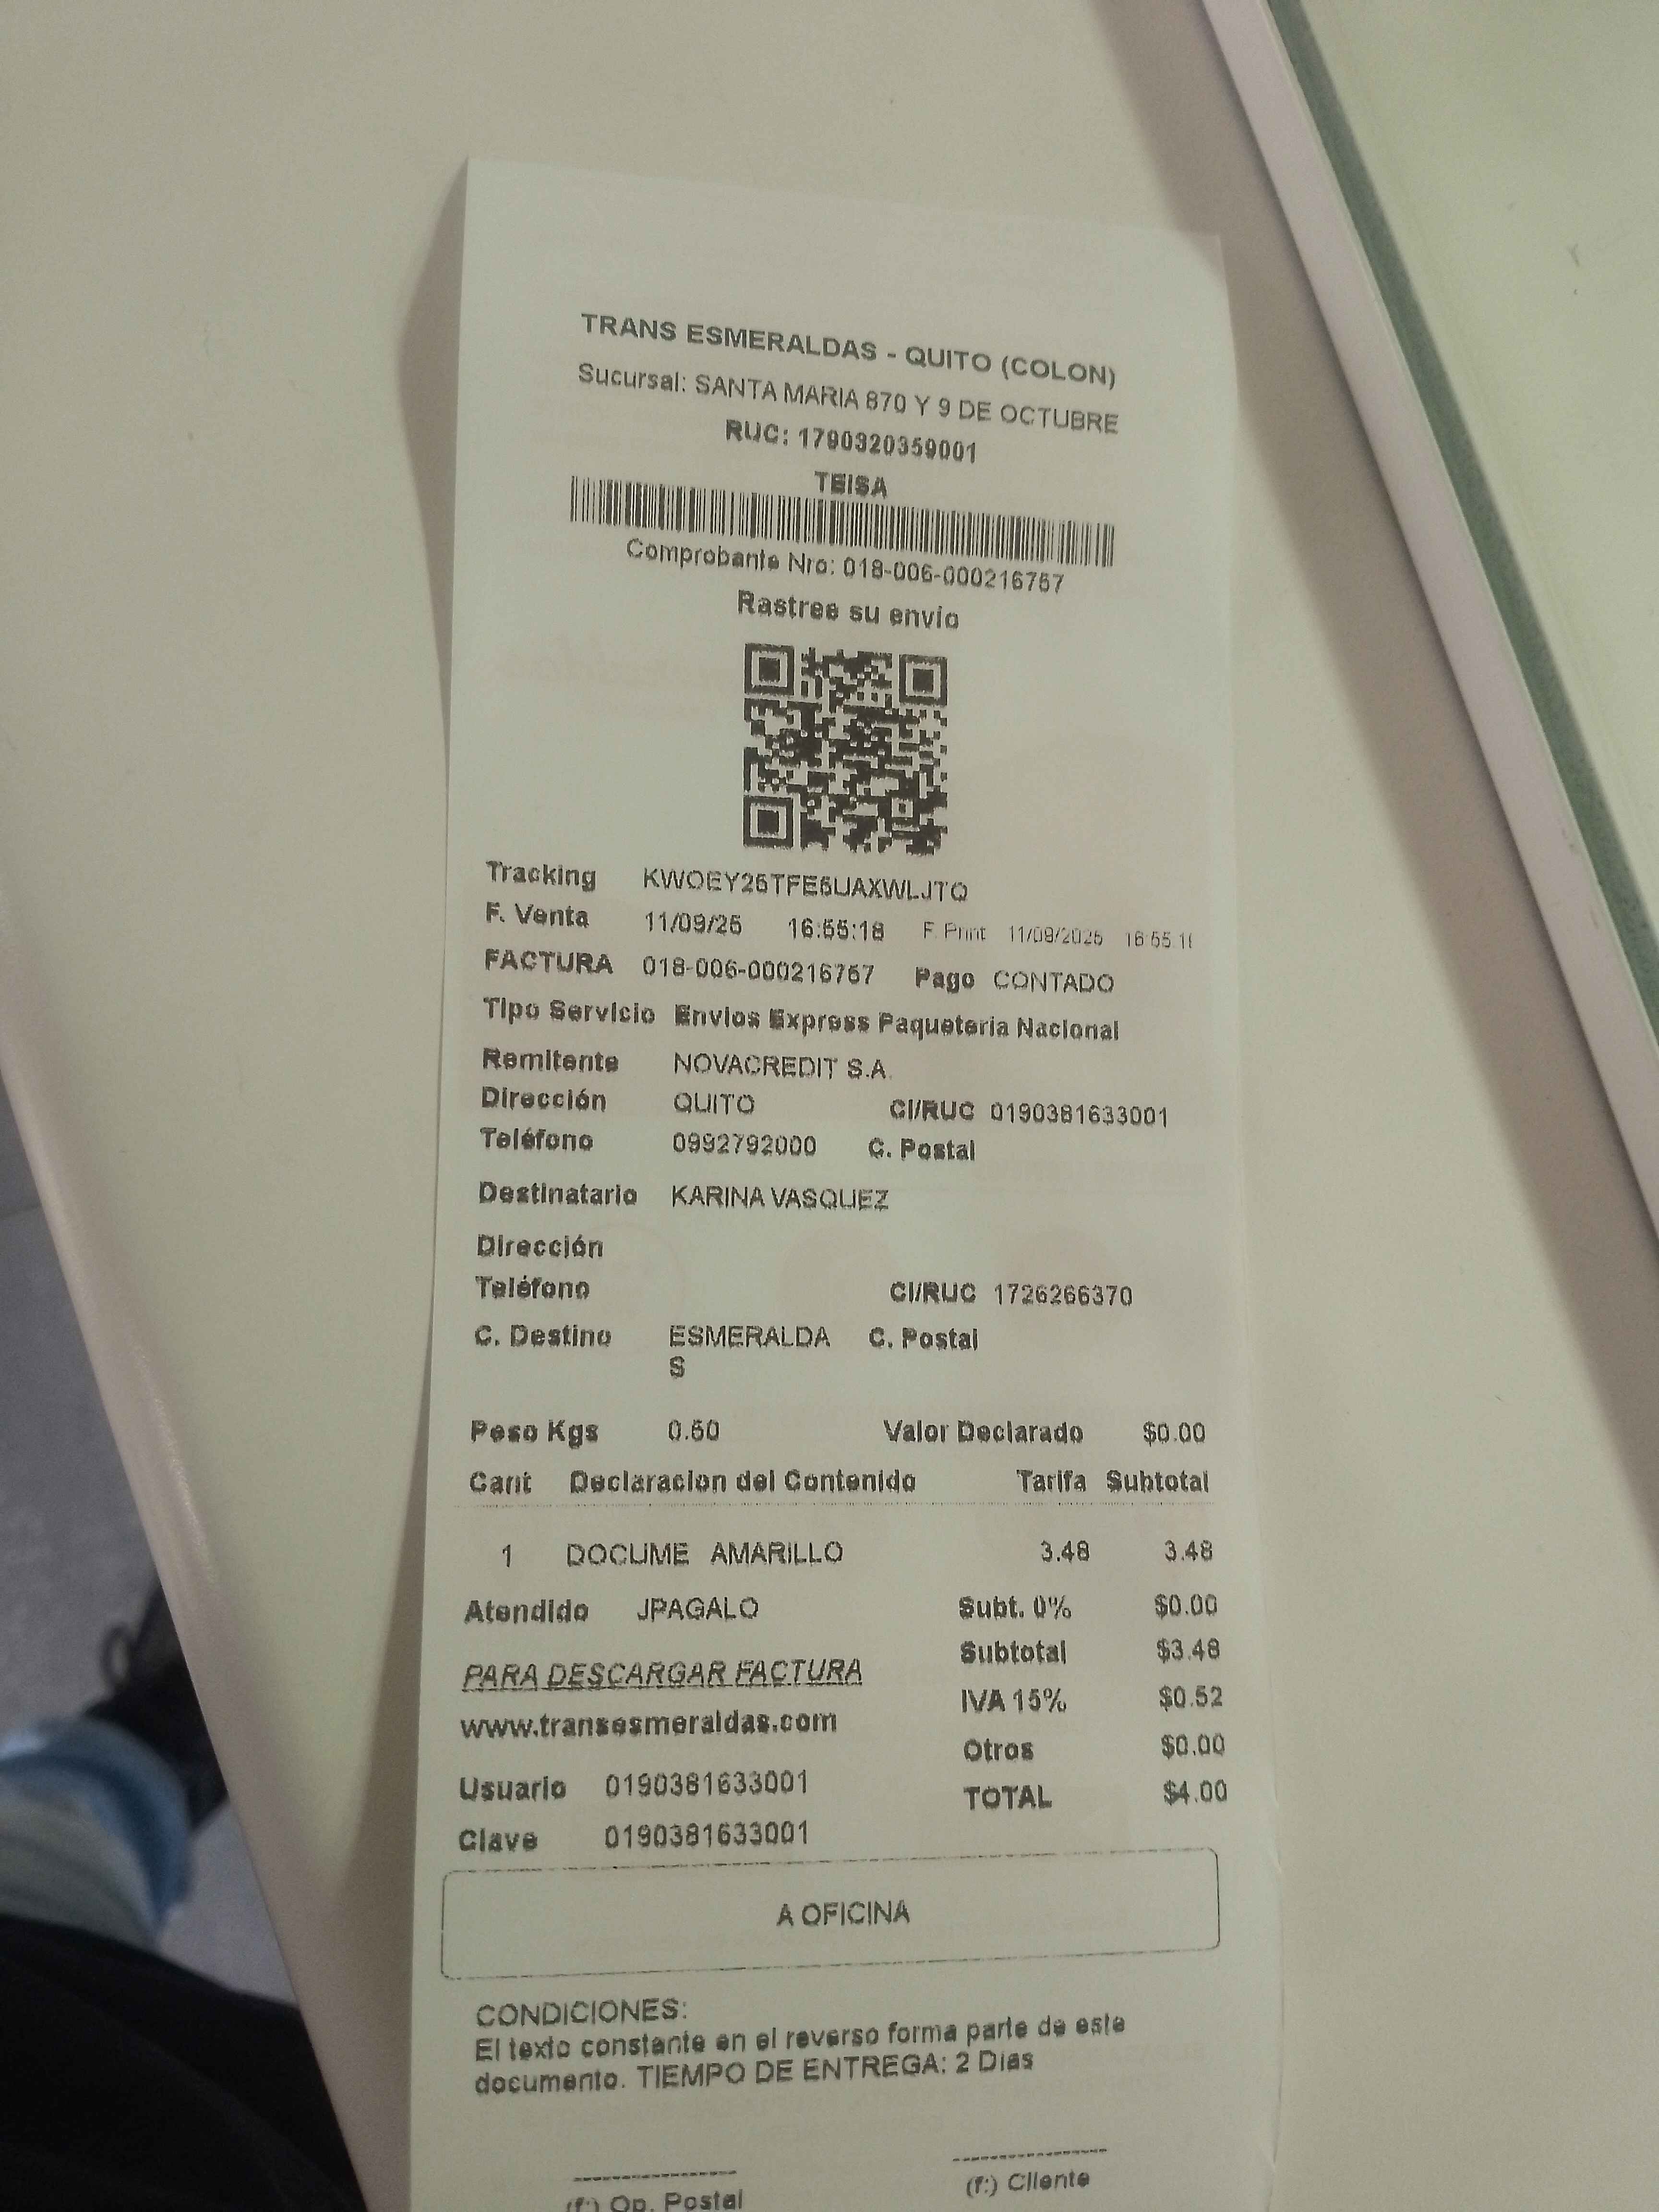 TRANS ESMERALDAS - QUITO (COLON)
Sucursal: SANTA MARIA 870 Y 9 DE OCTUBRE
RUC: 1790320359001
TEISA
Comprobante Nro: 018-006-000216757
Rastree su envio
Tracking KWOEY25TFE6UAXWLJTQ
F. Venta 11/09/25 16:55:18 F. Print 11/09/2025 16:55:18
FACTURA 018-006-000216757 Pago CONTADO
Tipo Servicio Envios Express Paqueteria Nacional
Remitente NOVACREDIT S.A.
Dirección QUITO CI/RUC 0190381633001
Teléfono 0992792000 C. Postal
Destinatario KARINA VASQUEZ
Dirección
Teléfono CI/RUC 1726266370
C. Destino ESMERALDA C. Postal
S
Peso Kgs 0.50 Valor Declarado $0.00
Cant Declaracion del Contenido Tarifa Subtotal
1 DOCUME AMARILLO 3.48 3.48
Atendido JPAGALO Subt. 0% $0.00
Subtotal $3.48
PARA DESCARGAR FACTURA
IVA 15% $0.52
www.transesmeraldas.com
Otros $0.00
Usuario 0190381633001
TOTAL $4.00
Clave 0190381633001
A OFICINA
CONDICIONES:
El texto constante en el reverso forma parte de este
documento. TIEMPO DE ENTREGA: 2 Dias
(f:) Op. Postal (f:) Cliente